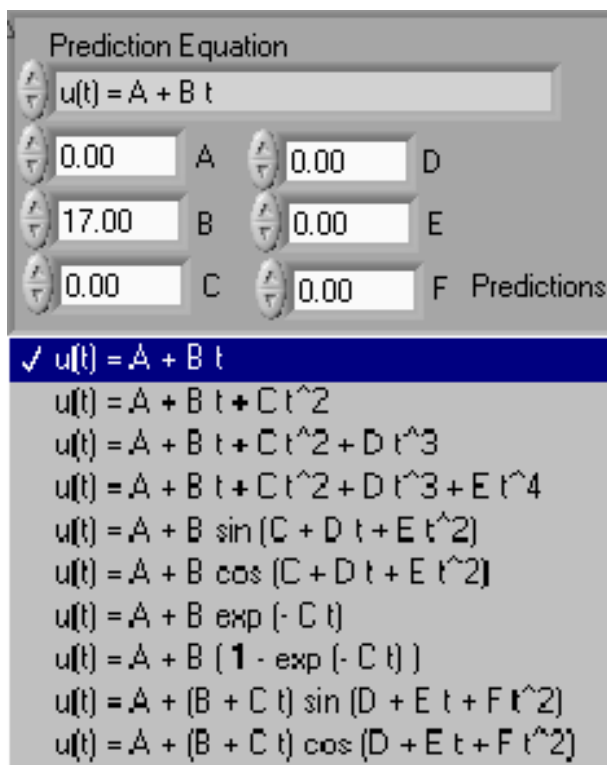 Prediction Equation
u(t) = A + B t
0.00 A 0.00 D
17.00 B 0.00 E
0.00 C 0.00 F Predictions
✓ u(t) = A + B t
u(t) = A + B t + C t^2
u(t) = A + B t + C t^2 + D t^3
u(t) = A + B t + C t^2 + D t^3 + E t^4
u(t) = A + B sin (C + D t + E t^2)
u(t) = A + B cos (C + D t + E t^2)
u(t) = A + B exp (- C t)
u(t) = A + B ( 1 - exp (- C t) )
u(t) = A + (B + C t) sin (D + E t + F t^2)
u(t) = A + (B + C t) cos (D + E t + F t^2)